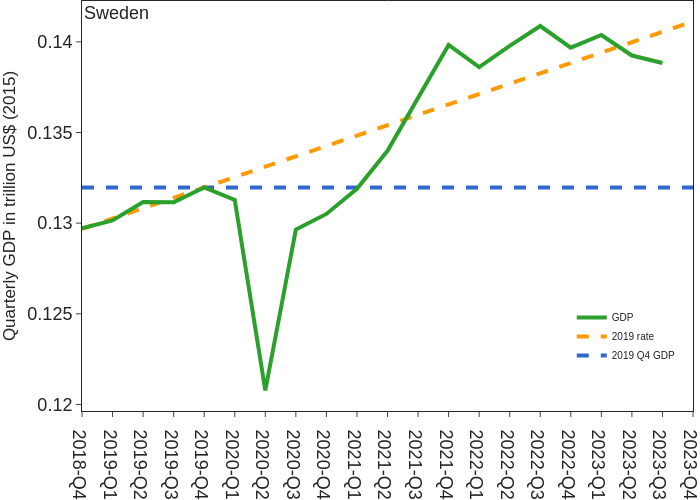 Sweden
Quarterly GDP in trillion US$ (2015)
0.14
0.135
0.13
0.125
0.12
GDP
2019 rate
2019 Q4 GDP
2018-Q4
2019-Q1
2019-Q2
2019-Q3
2019-Q4
2020-Q1
2020-Q2
2020-Q3
2020-Q4
2021-Q1
2021-Q2
2021-Q3
2021-Q4
2022-Q1
2022-Q2
2022-Q3
2022-Q4
2023-Q1
2023-Q2
2023-Q3